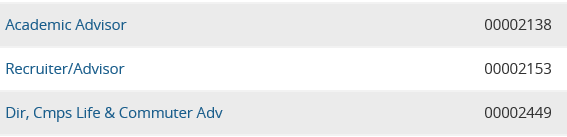 Academic Advisor 00002138
Recruiter/Advisor 00002153
Dir, Cmps Life & Commuter Adv 00002449